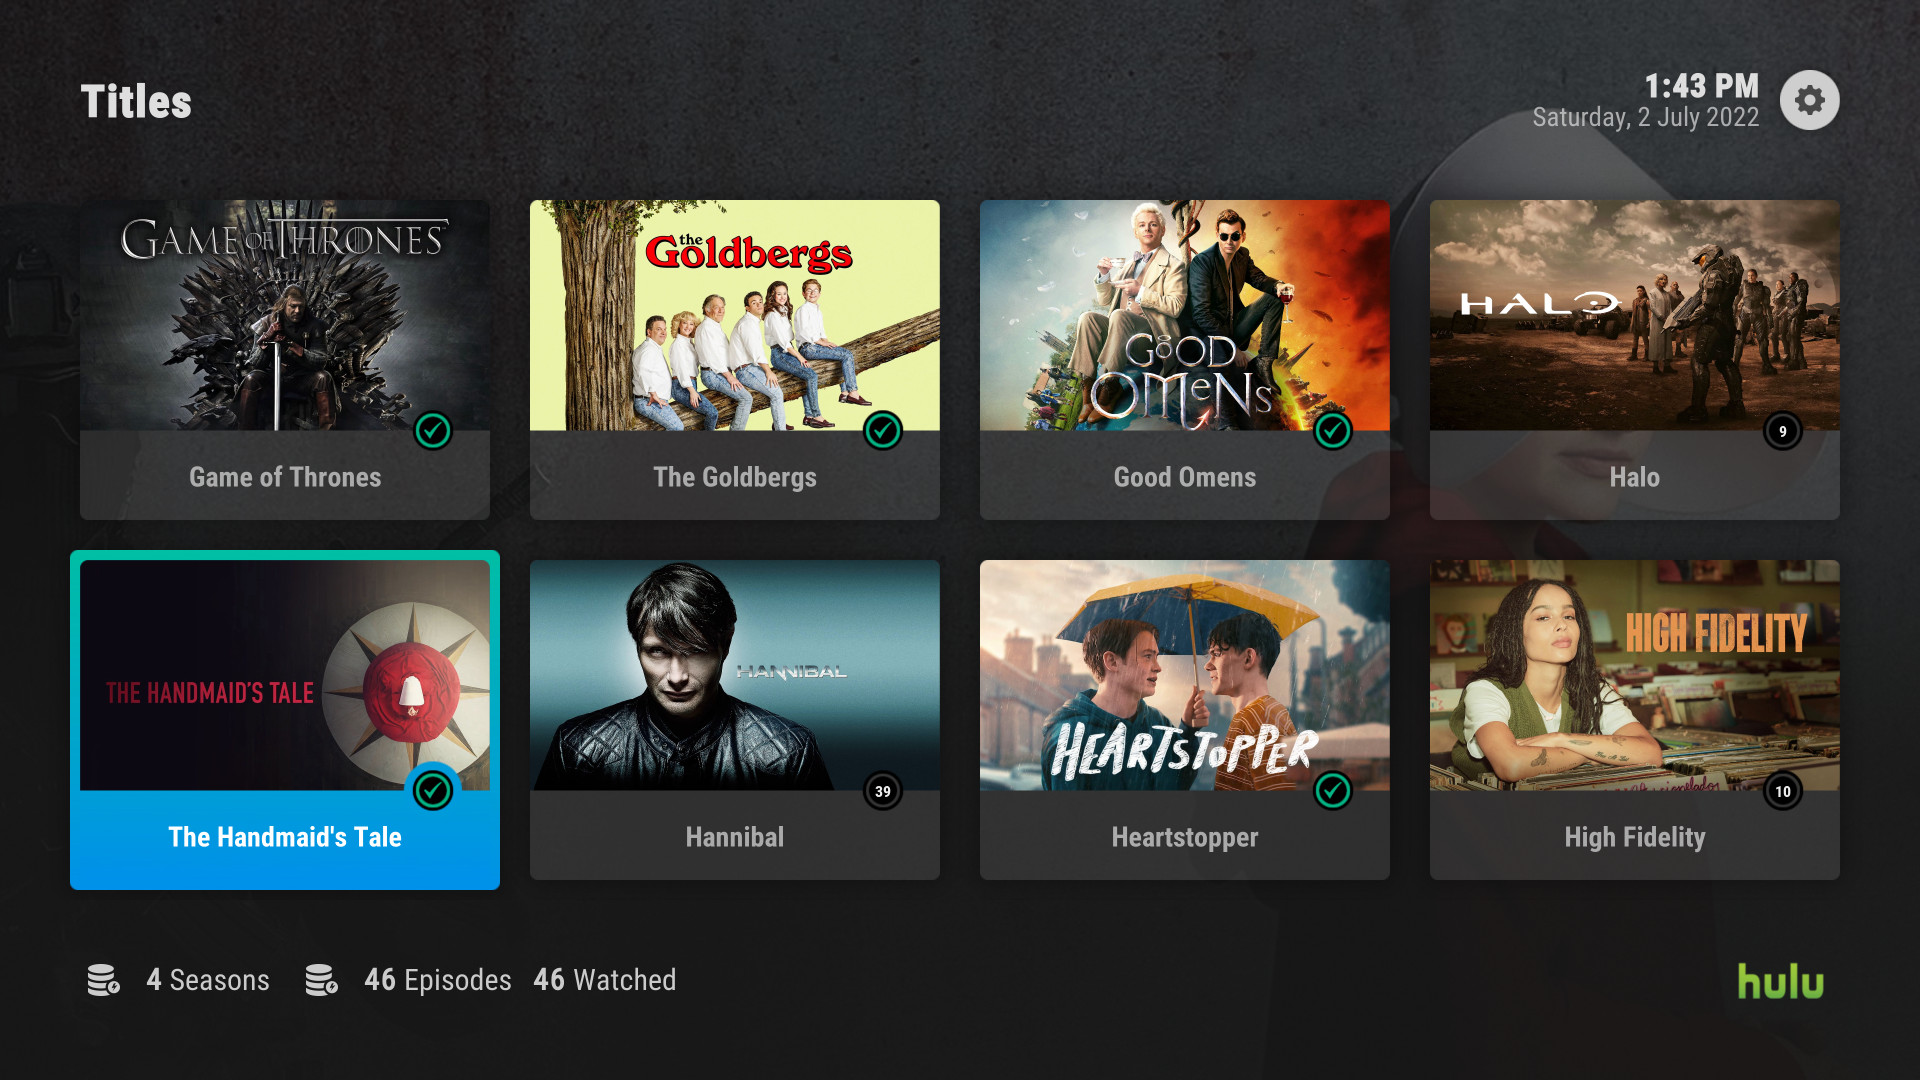 Titles
1:43 PM
Saturday, 2 July 2022
GAME OF THRONES
the
Goldbergs
GOOD
OMENS
HALO
9
Game of Thrones
The Goldbergs
Good Omens
Halo
THE HANDMAID'S TALE
HANNIBAL
HEARTSTOPPER
HIGH FIDELITY
39
10
The Handmaid's Tale
Hannibal
Heartstopper
High Fidelity
4 Seasons
46 Episodes
46 Watched
hulu